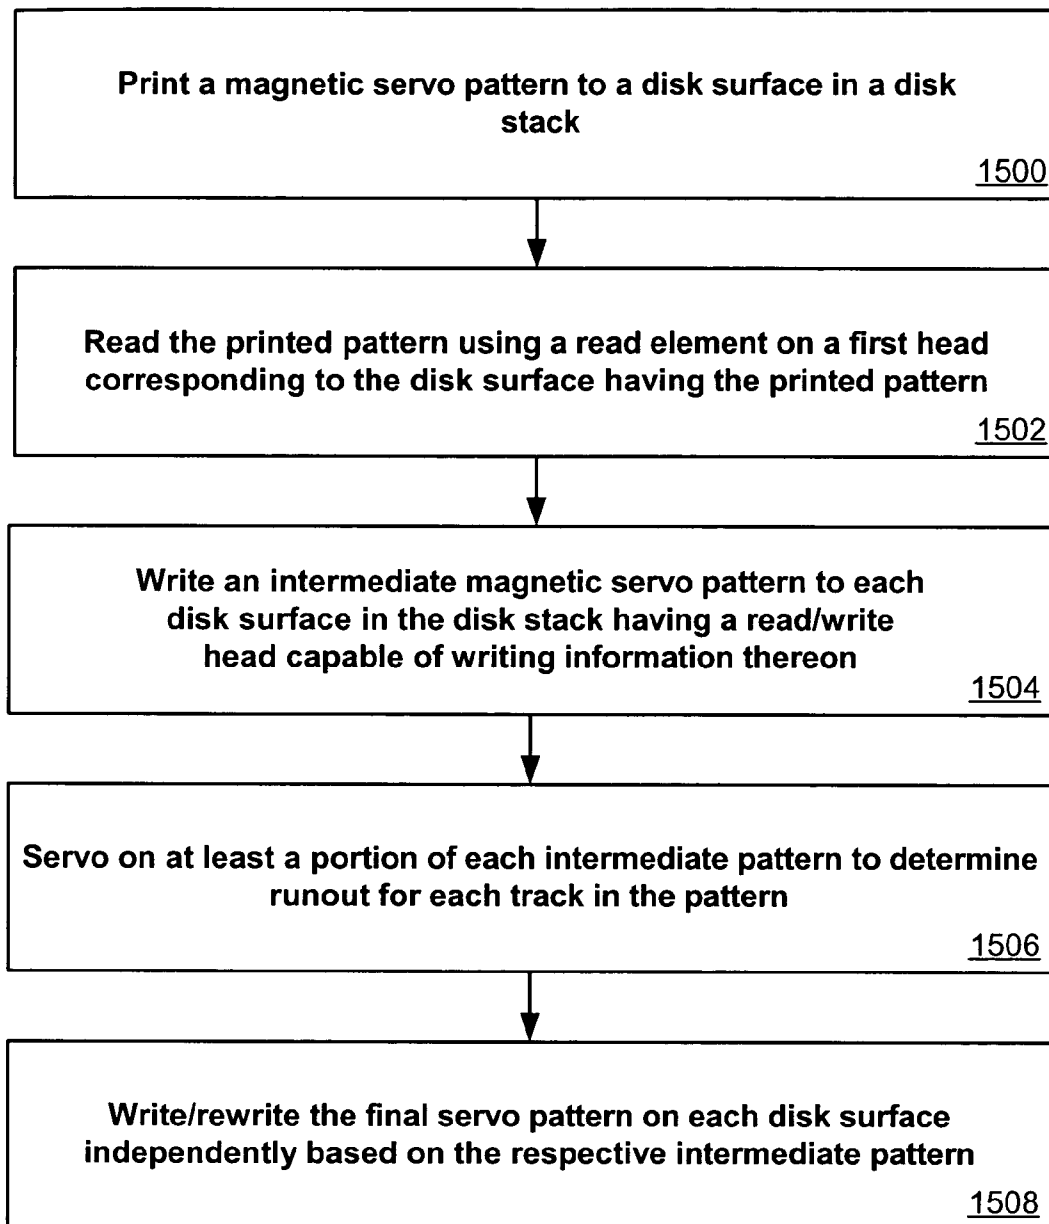 Print a magnetic servo pattern to a disk surface in a disk
stack
1500
Read the printed pattern using a read element on a first head
corresponding to the disk surface having the printed pattern
1502
Write an intermediate magnetic servo pattern to each
disk surface in the disk stack having a read/write
head capable of writing information thereon
1504
Servo on at least a portion of each intermediate pattern to determine
runout for each track in the pattern
1506
Write/rewrite the final servo pattern on each disk surface
independently based on the respective intermediate pattern
1508